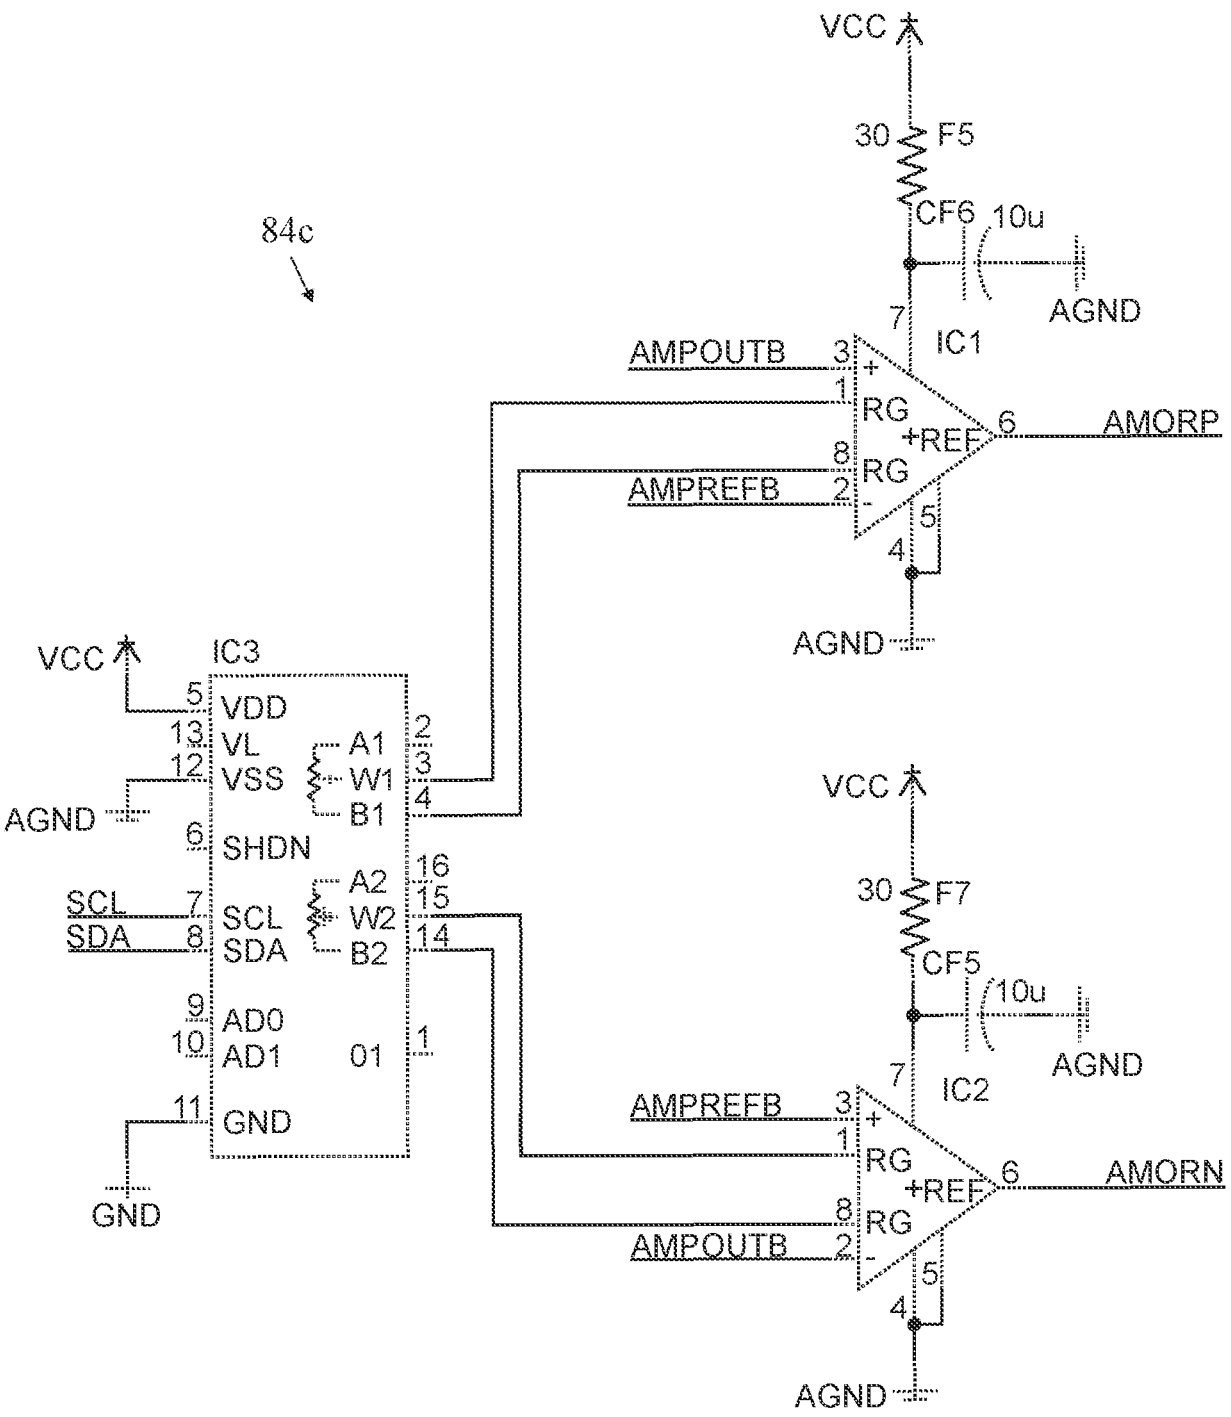 VCC
30 F5
CF6 10u
84c
AGND
7
IC1
AMPOUTB 3 +
1 RG
6 AMORP
+REF
8 RG
AMPREFB 2 -
5
4
AGND
IC3
VCC
5 VDD
13 VL
12 VSS
AGND
6 SHDN
SCL 7 SCL
SDA 8 SDA
9 AD0
10 AD1
11 GND
GND
A1 2
W1 3
B1 4
A2 16
W2 15
B2 14
01 1
VCC
30 F7
CF5 10u
AGND
7
IC2
AMPREFB 3 +
1 RG
6 AMORN
+REF
8 RG
AMPOUTB 2 -
5
4
AGND